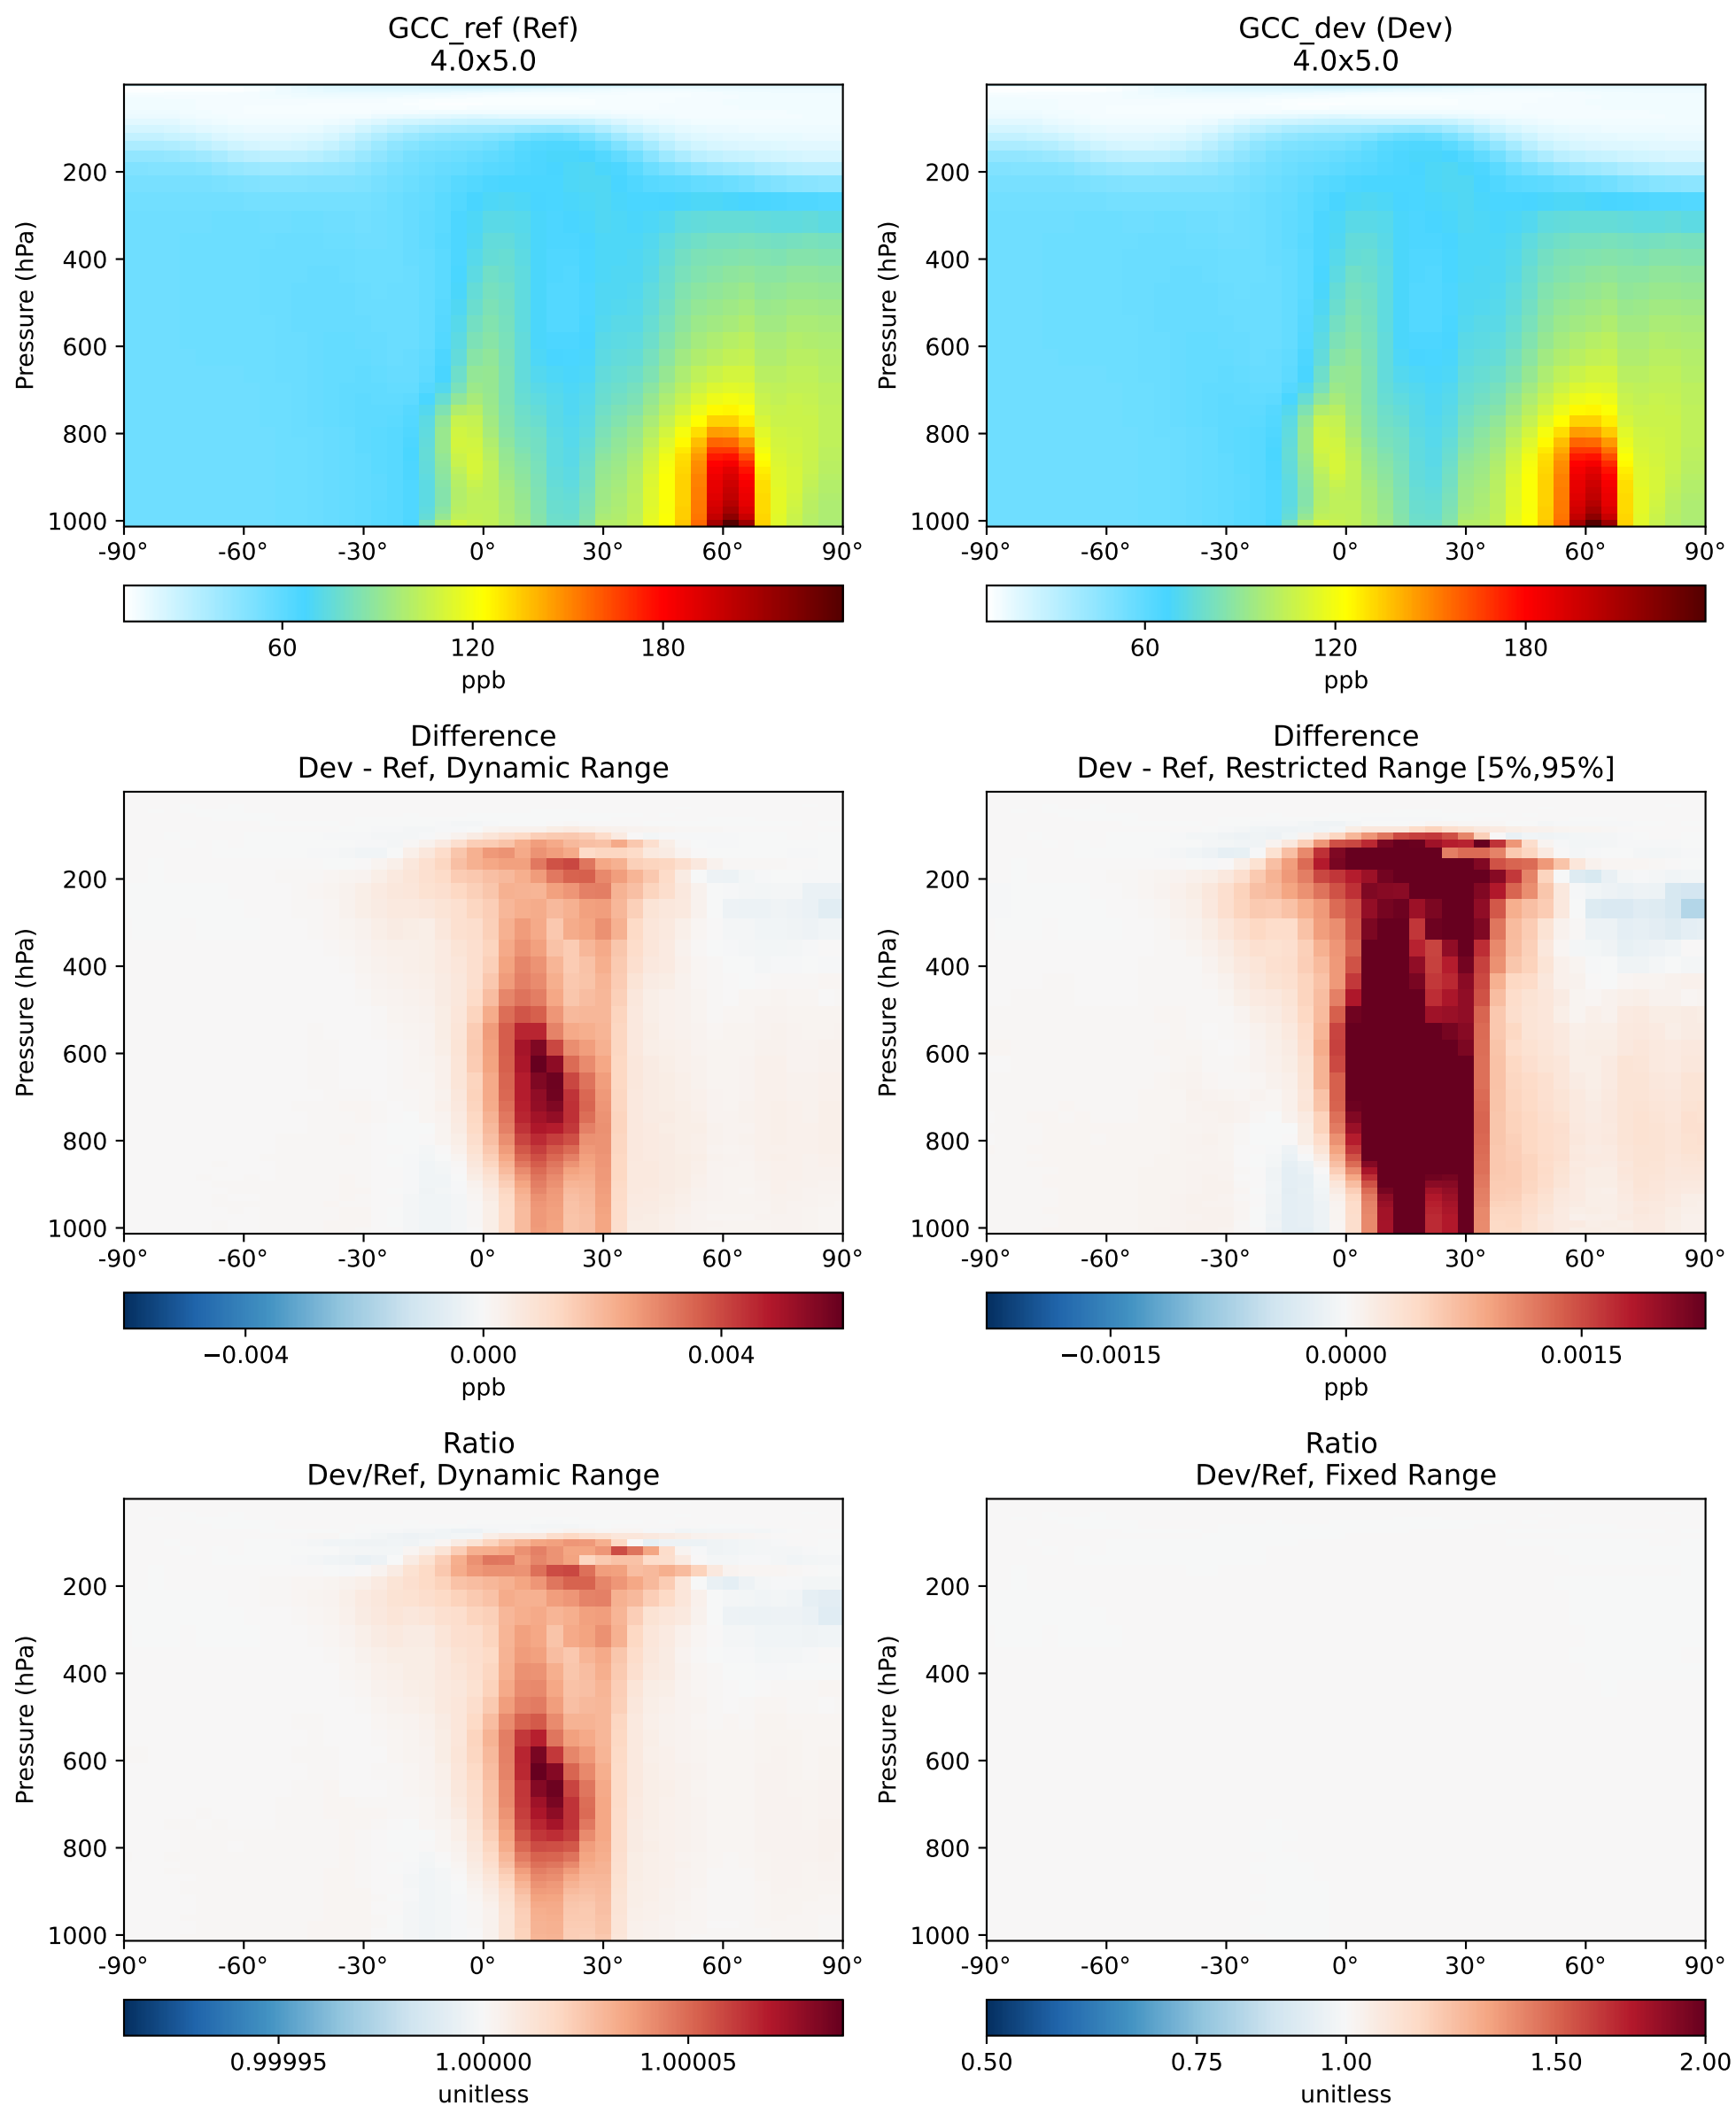 GCC_ref (Ref)
4.0x5.0
Pressure (hPa)
200
400
600
800
1000
-90° -60° -30° 0° 30° 60° 90°
60 120 180
ppb
GCC_dev (Dev)
4.0x5.0
Pressure (hPa)
200
400
600
800
1000
-90° -60° -30° 0° 30° 60° 90°
60 120 180
ppb
Difference
Dev - Ref, Dynamic Range
Pressure (hPa)
200
400
600
800
1000
-90° -60° -30° 0° 30° 60° 90°
−0.004 0.000 0.004
ppb
Difference
Dev - Ref, Restricted Range [5%,95%]
Pressure (hPa)
200
400
600
800
1000
-90° -60° -30° 0° 30° 60° 90°
−0.0015 0.0000 0.0015
ppb
Ratio
Dev/Ref, Dynamic Range
Pressure (hPa)
200
400
600
800
1000
-90° -60° -30° 0° 30° 60° 90°
0.99995 1.00000 1.00005
unitless
Ratio
Dev/Ref, Fixed Range
Pressure (hPa)
200
400
600
800
1000
-90° -60° -30° 0° 30° 60° 90°
0.50 0.75 1.00 1.50 2.00
unitless